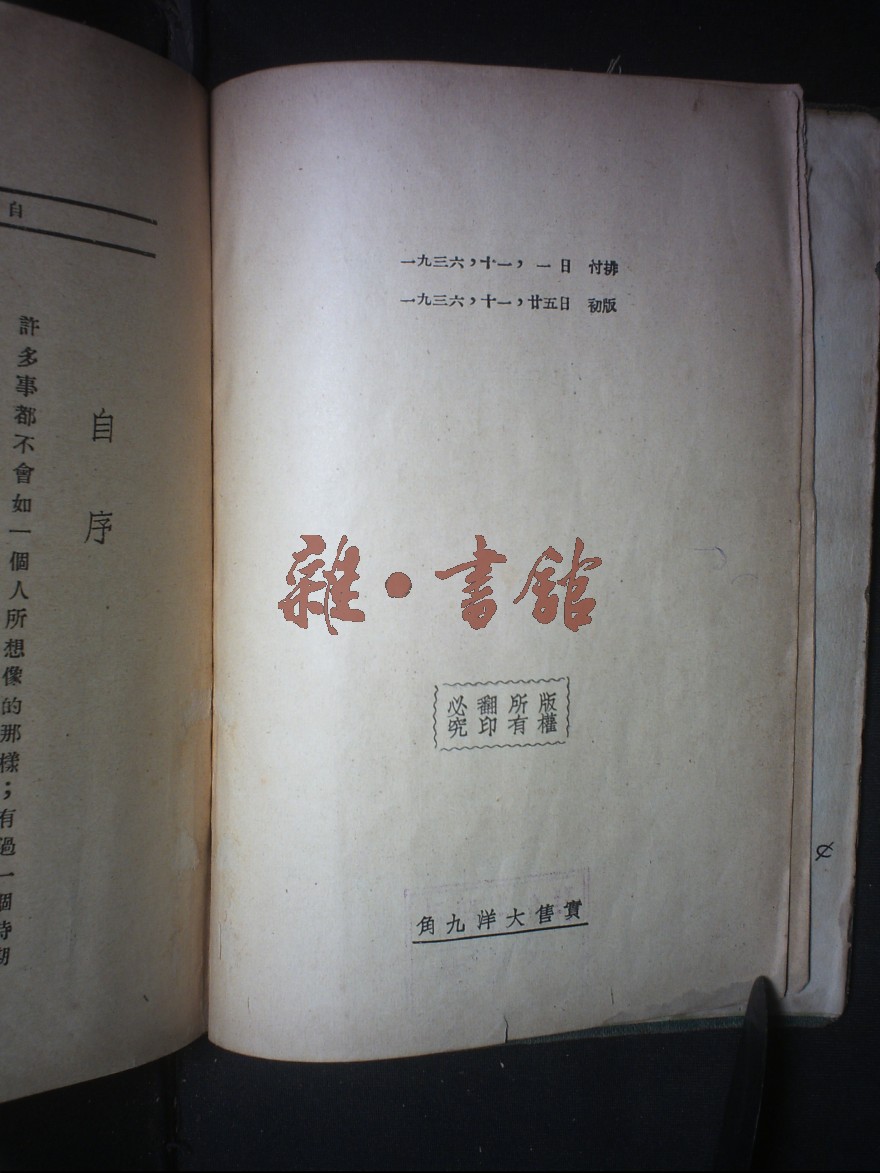 一九三六，十一，一日 付排
一九三六，十一，廿五日 初版
雜•書館
版權所有
翻印必究
實售大洋九角
自
自序
許多事都不會如一個人所想像的那樣；有過一個時期